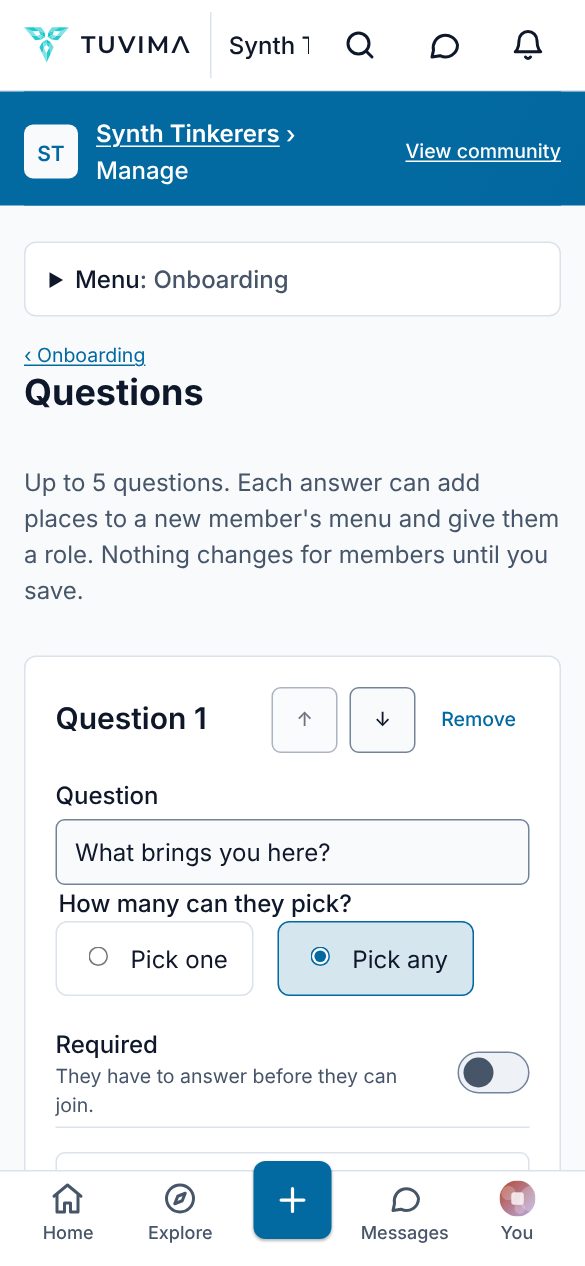 TUVIMA
Synth T
ST
Synth Tinkerers ›
Manage
View community
▶ Menu: Onboarding
‹ Onboarding
Questions
Up to 5 questions. Each answer can add
places to a new member's menu and give them
a role. Nothing changes for members until you
save.
Question 1
↑
↓
Remove
Question
What brings you here?
How many can they pick?
Pick one
Pick any
Required
They have to answer before they can
join.
+
Home
Explore
Messages
You